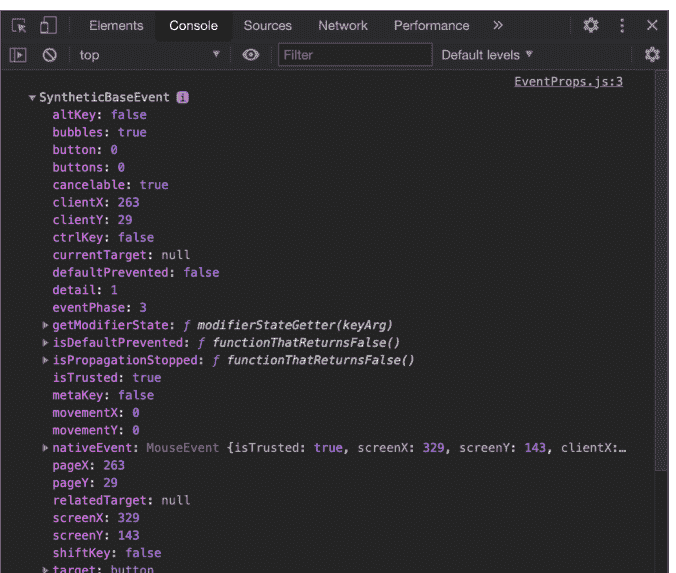 Elements Console Sources Network Performance »
top ▼ Filter Default levels ▼
EventProps.js:3
▼SyntheticBaseEvent i
altKey: false
bubbles: true
button: 0
buttons: 0
cancelable: true
clientX: 263
clientY: 29
ctrlKey: false
currentTarget: null
defaultPrevented: false
detail: 1
eventPhase: 3
▶getModifierState: ƒ modifierStateGetter(keyArg)
▶isDefaultPrevented: ƒ functionThatReturnsFalse()
▶isPropagationStopped: ƒ functionThatReturnsFalse()
isTrusted: true
metaKey: false
movementX: 0
movementY: 0
▶nativeEvent: MouseEvent {isTrusted: true, screenX: 329, screenY: 143, clientX:…
pageX: 263
pageY: 29
relatedTarget: null
screenX: 329
screenY: 143
shiftKey: false
▶target: button